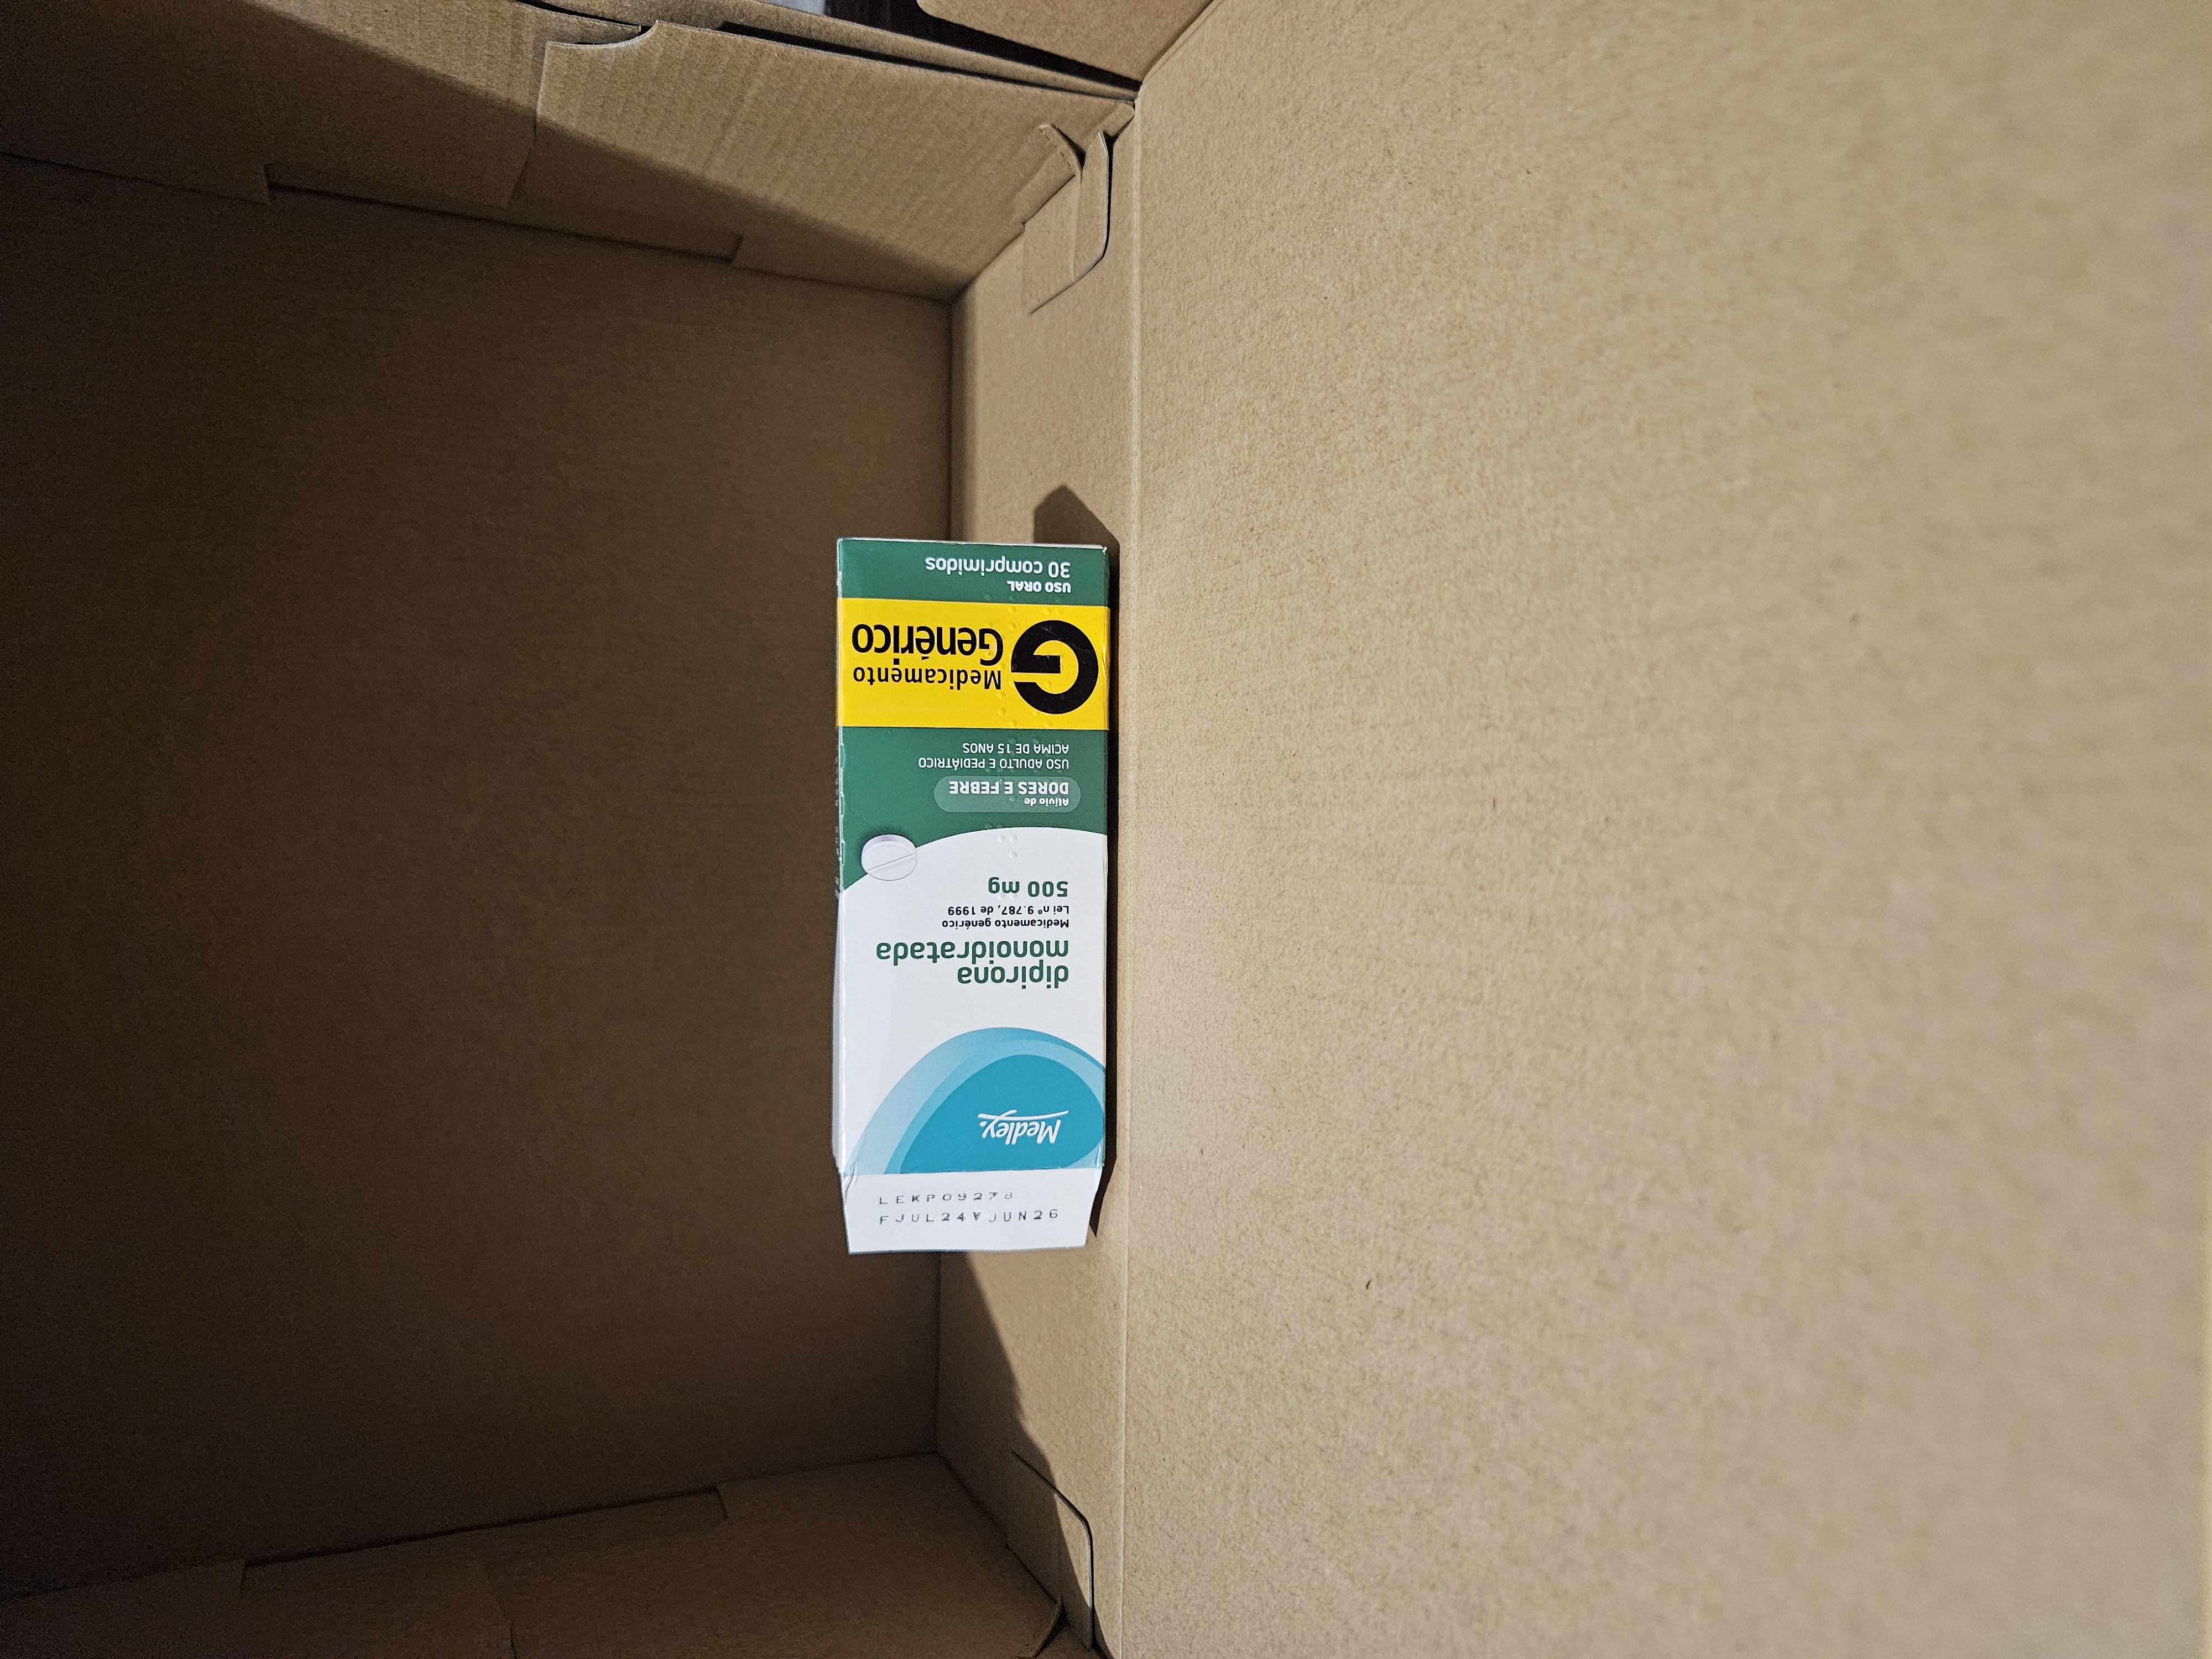 LEKP09278
FJUL24VJUN26
Medley.
dipirona
monoidratada
Medicamento genérico
Lei nº 9.787, de 1999
500 mg
Alívio de
DORES E FEBRE
USO ADULTO E PEDIÁTRICO
ACIMA DE 15 ANOS
G
Medicamento
Genérico
USO ORAL
30 comprimidos